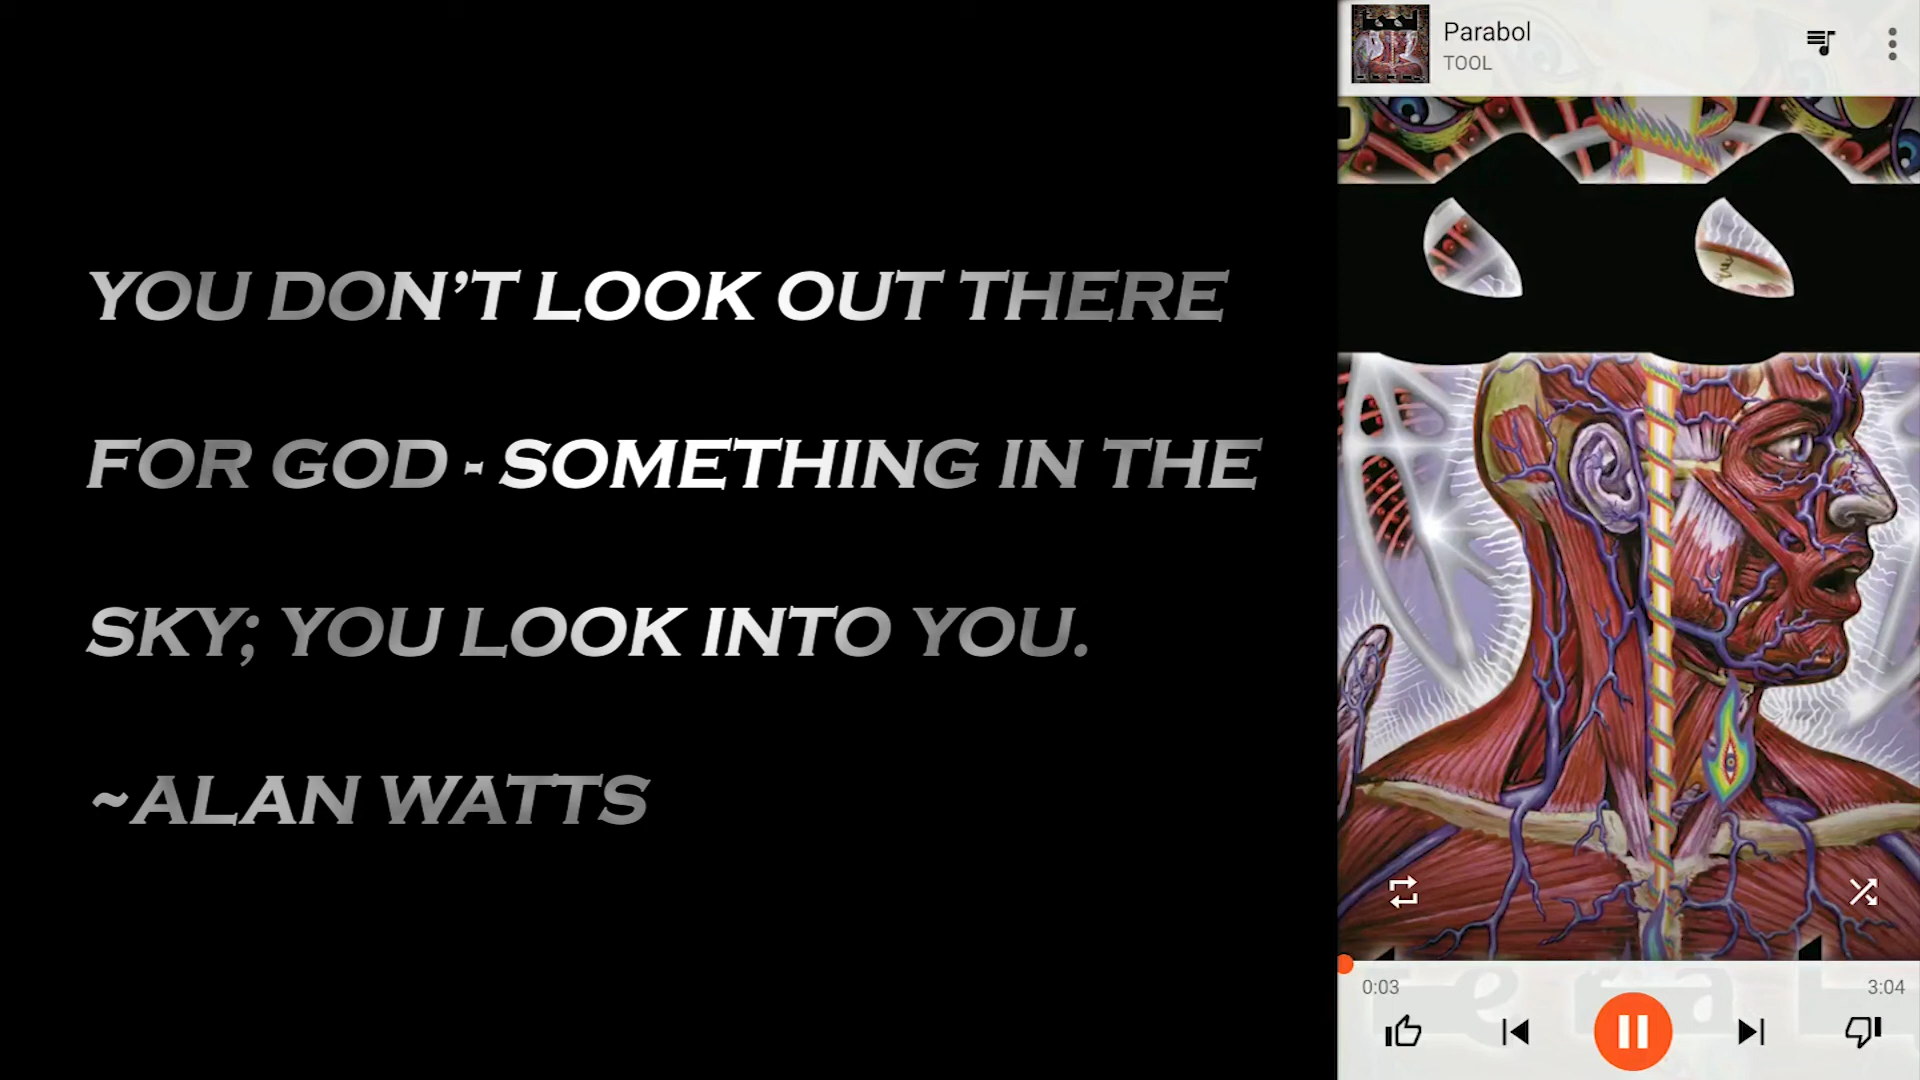 YOU DON'T LOOK OUT THERE
FOR GOD - SOMETHING IN THE
SKY; YOU LOOK INTO YOU.
~ALAN WATTS
Parabol
TOOL
0:03
3:04